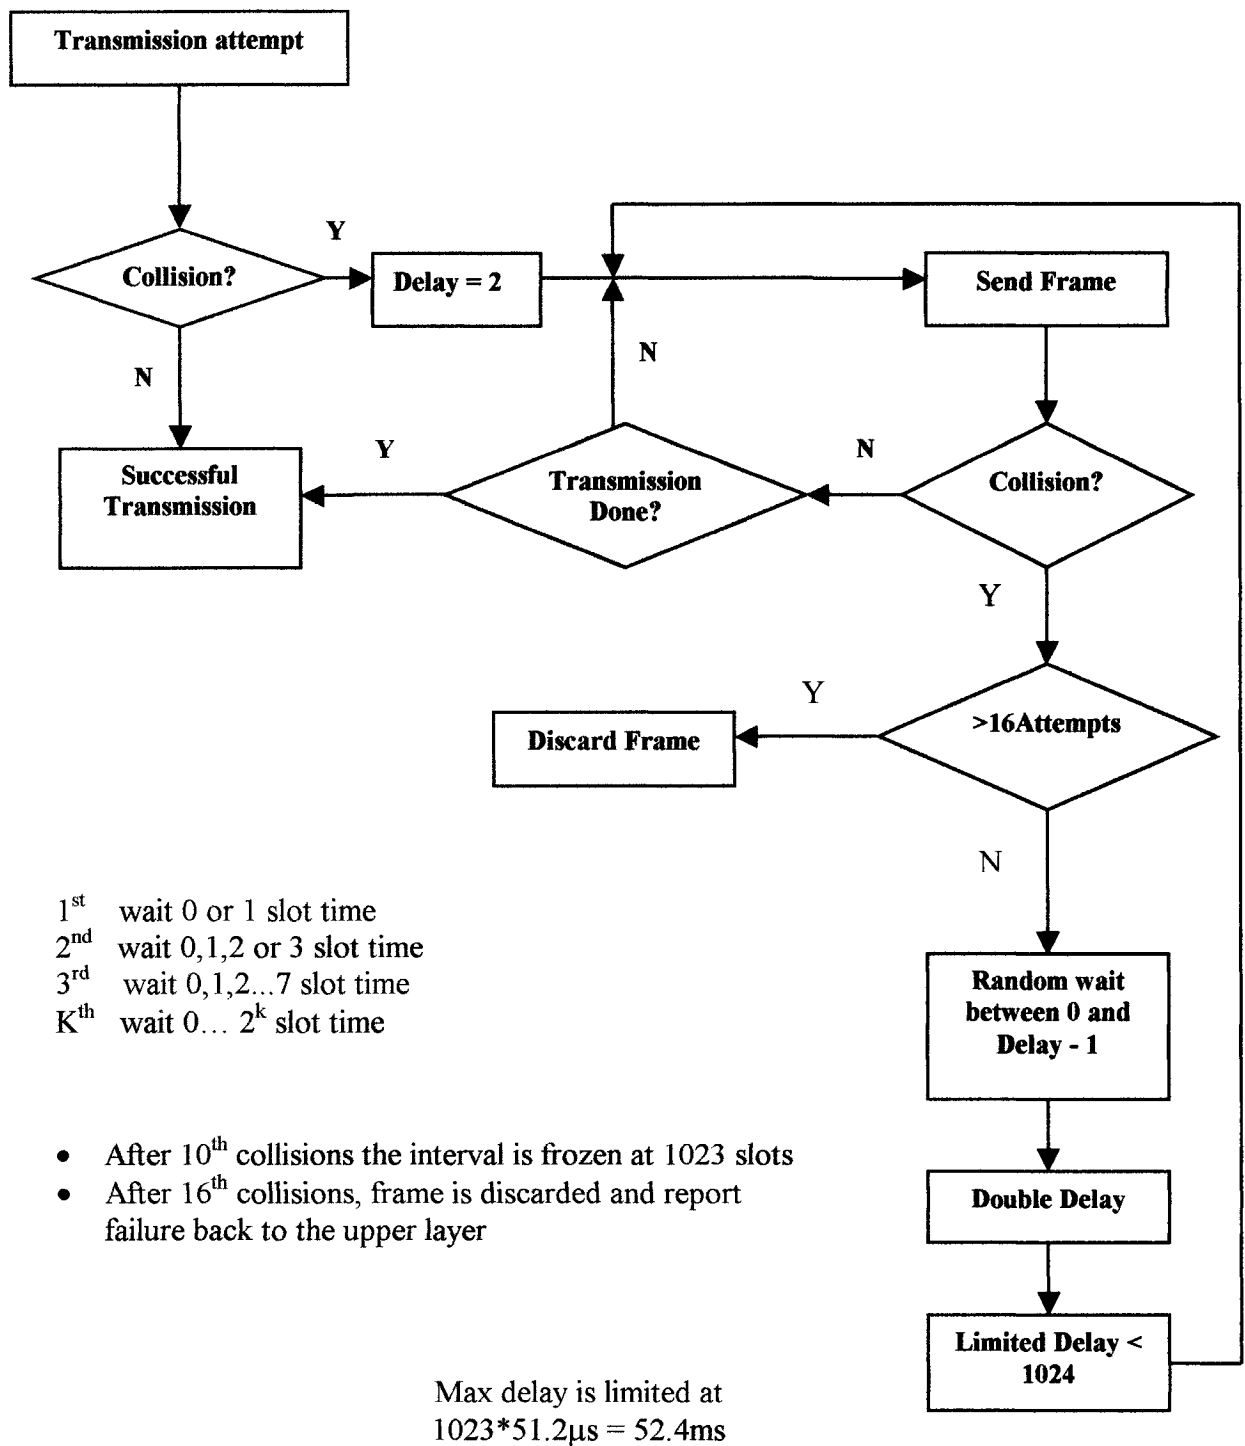 Transmission attempt
Collision?
Y
Delay = 2
Send Frame
N
N
Successful
Transmission
Y
Transmission
Done?
N
Collision?
Y
>16Attempts
Y
Discard Frame
N
Random wait
between 0 and
Delay - 1
Double Delay
Limited Delay <
1024
1st wait 0 or 1 slot time
2nd wait 0,1,2 or 3 slot time
3rd wait 0,1,2...7 slot time
Kth wait 0... 2^k slot time
• After 10th collisions the interval is frozen at 1023 slots
• After 16th collisions, frame is discarded and report
failure back to the upper layer
Max delay is limited at
1023*51.2μs = 52.4ms